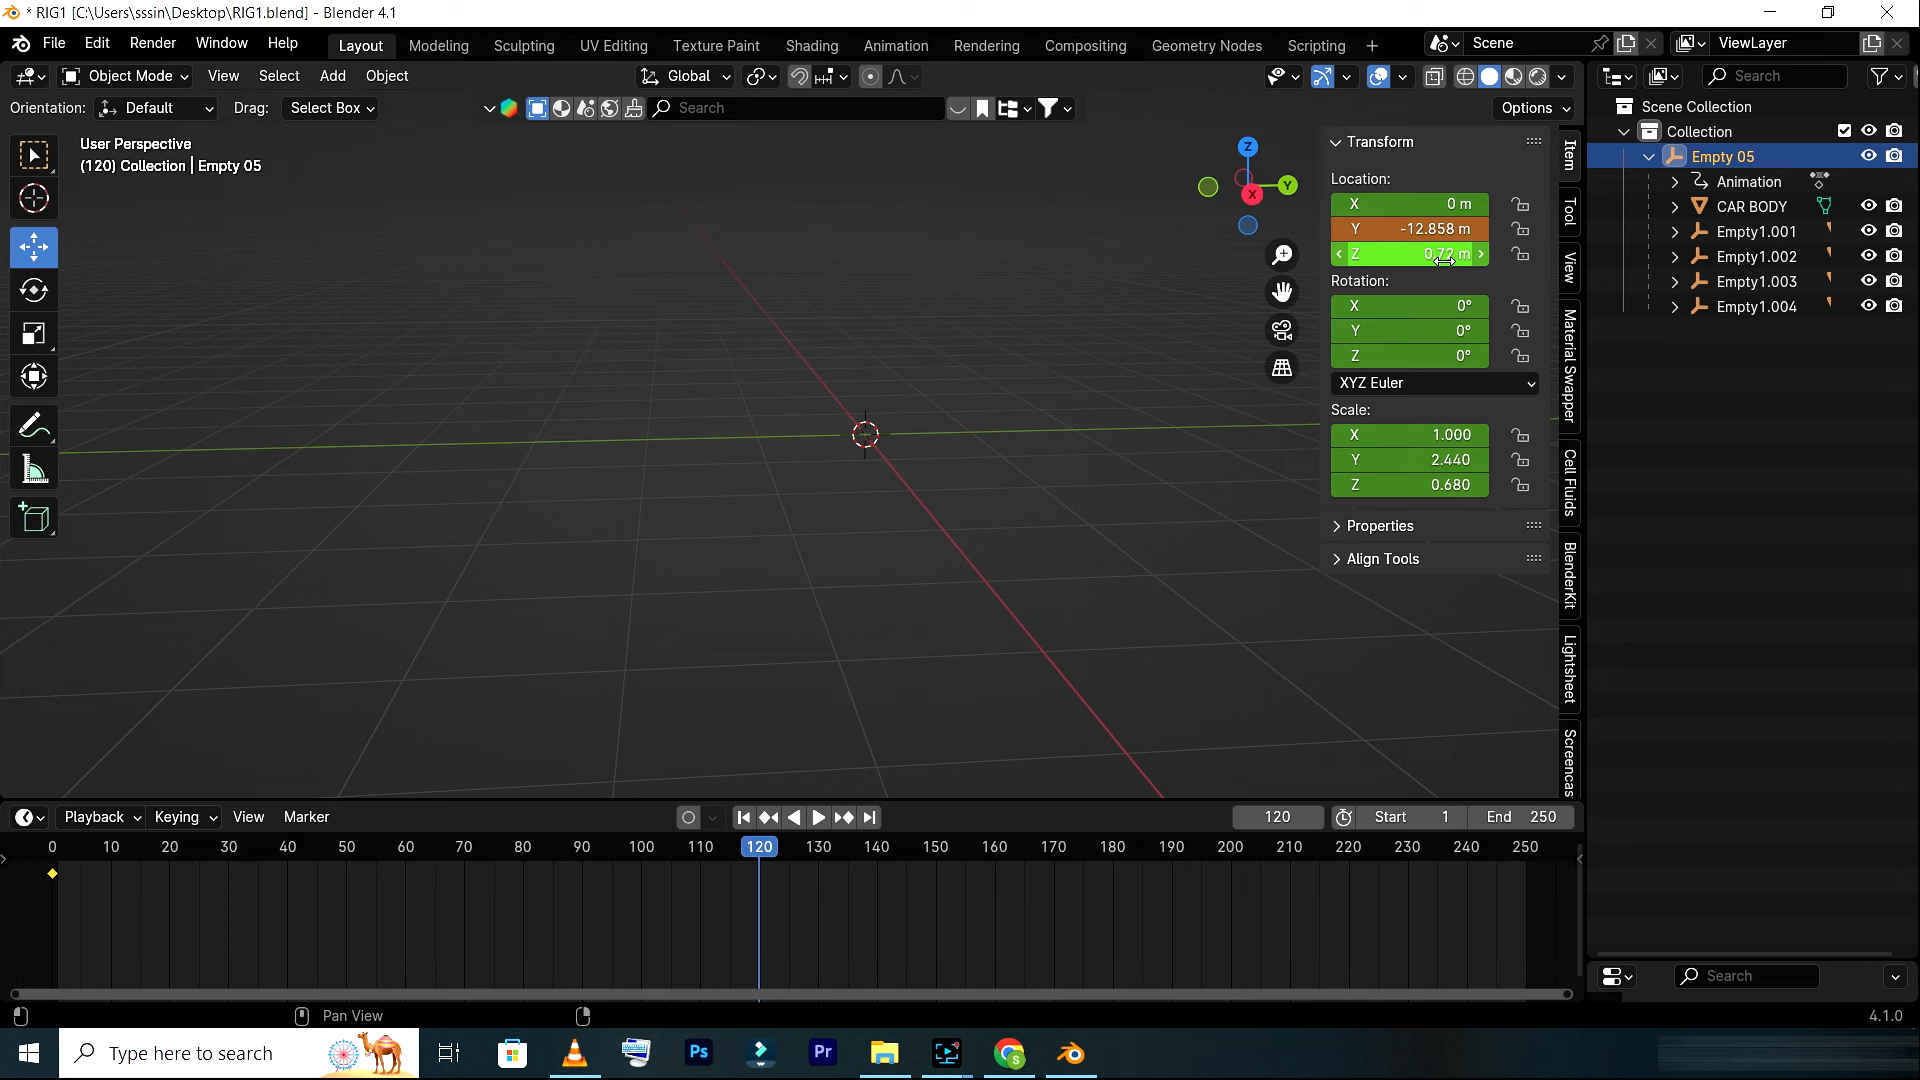 * RIG1 [C:\Users\sssin\Desktop\RIG1.blend] - Blender 4.1
File Edit Render Window Help Layout Modeling Sculpting UV Editing Texture Paint Shading Animation Rendering Compositing Geometry Nodes Scripting + Scene ViewLayer
Object Mode View Select Add Object Global Search
Orientation: Default Drag: Select Box Search Options
User Perspective
(120) Collection | Empty 05
Z
Y
X
Transform
Location:
X 0 m
Y -12.858 m
Z 0.72 m
Rotation:
X 0°
Y 0°
Z 0°
XYZ Euler
Scale:
X 1.000
Y 2.440
Z 0.680
Properties
Align Tools
Item
Tool
View
Material Swapper
Cell Fluids
BlenderKit
Lightsheet
Screencas
Scene Collection
Collection
Empty 05
Animation
CAR BODY
Empty1.001
Empty1.002
Empty1.003
Empty1.004
Playback Keying View Marker 120 Start 1 End 250
0 10 20 30 40 50 60 70 80 90 100 110 120 130 140 150 160 170 180 190 200 210 220 230 240 250
Search
Pan View 4.1.0
Type here to search Ps Pr S